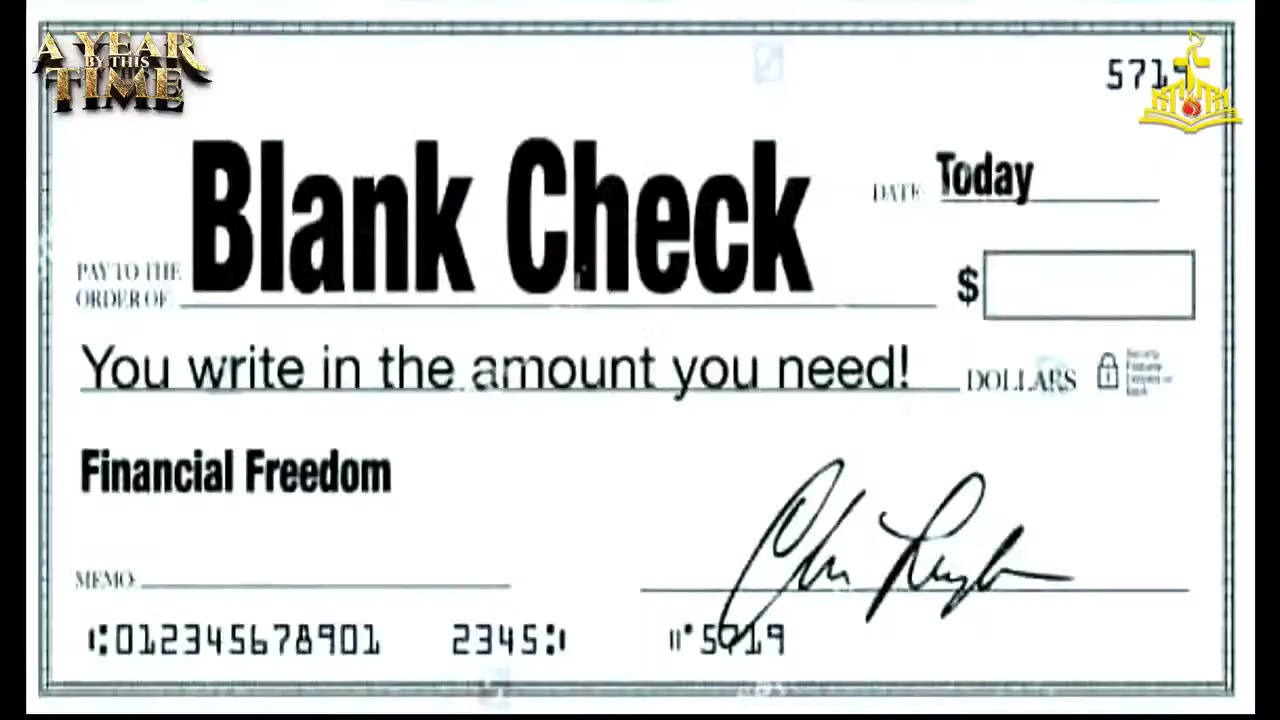 A YEAR
BY THIS
TIME
5719
Blank Check
DATE Today
PAY TO THE
ORDER OF
$
You write in the amount you need!
DOLLARS
Financial Freedom
MEMO
⑆012345678901 2345⑆ ⑈5719